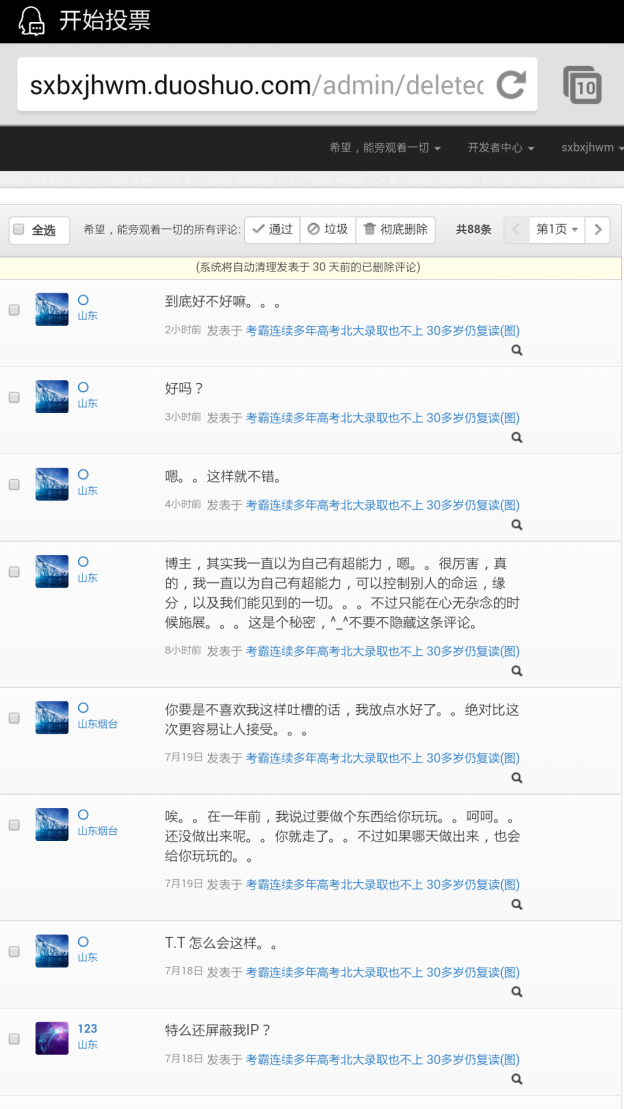 开始投票
sxbxjhwm.duoshuo.com/admin/deleted
10
希望，能旁观着一切 开发者中心 sxbxjhwm
全选 希望，能旁观着一切的所有评论: 通过 垃圾 彻底删除 共88条 第1页
(系统将自动清理发表于 30 天前的已删除评论)
O
山东
到底好不好嘛。。。
2小时前 发表于 考霸连续多年高考北大录取也不上 30多岁仍复读(图)
O
山东
好吗？
3小时前 发表于 考霸连续多年高考北大录取也不上 30多岁仍复读(图)
O
山东
嗯。。这样就不错。
4小时前 发表于 考霸连续多年高考北大录取也不上 30多岁仍复读(图)
O
山东
博主，其实我一直以为自己有超能力，嗯。。很厉害，真
的，我一直以为自己有超能力，可以控制别人的命运，缘
分，以及我们能见到的一切。。。不过只能在心无杂念的时
候施展。。。这是个秘密，^_^不要不隐藏这条评论。
8小时前 发表于 考霸连续多年高考北大录取也不上 30多岁仍复读(图)
O
山东烟台
你要是不喜欢我这样吐槽的话，我放点水好了。。绝对比这
次更容易让人接受。。。
7月19日 发表于 考霸连续多年高考北大录取也不上 30多岁仍复读(图)
O
山东烟台
唉。。在一年前，我说过要做个东西给你玩玩。。呵呵。。
还没做出来呢。。你就走了。。不过如果哪天做出来，也会
给你玩玩的。。
7月19日 发表于 考霸连续多年高考北大录取也不上 30多岁仍复读(图)
O
山东
T.T 怎么会这样。。
7月18日 发表于 考霸连续多年高考北大录取也不上 30多岁仍复读(图)
123
山东
特么还屏蔽我IP？
7月18日 发表于 考霸连续多年高考北大录取也不上 30多岁仍复读(图)